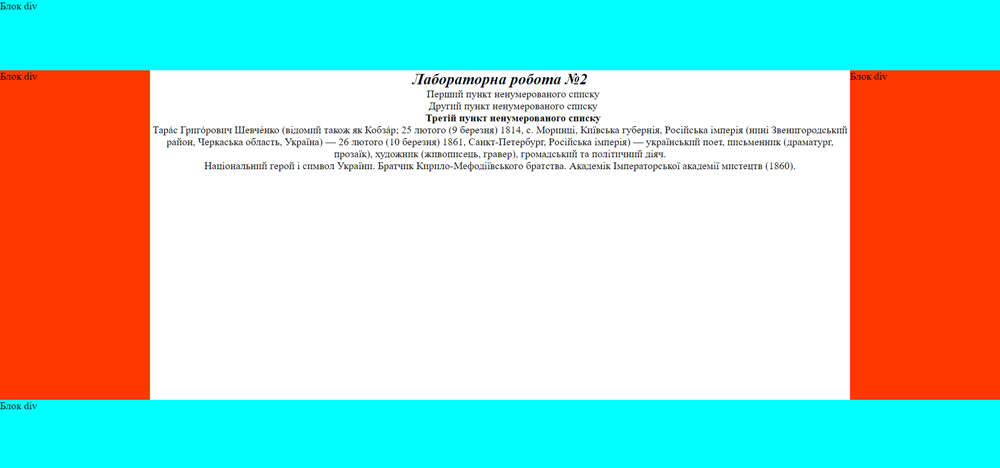 Блок div
Блок div
Лабораторна робота №2
Блок div
Перший пункт ненумерованого списку
Другий пункт ненумерованого списку
Третій пункт ненумерованого списку
Тара́с Григо́рович Шевче́нко (відомий також як Кобза́р; 25 лютого (9 березня) 1814, с. Моринці, Київська губернія, Російська імперія (нині Звенигородський
район, Черкаська область, Україна) — 26 лютого (10 березня) 1861, Санкт-Петербург, Російська імперія) — український поет, письменник (драматург,
прозаїк), художник (живописець, гравер), громадський та політичний діяч.
Національний герой і символ України. Братчик Кирило-Мефодіївського братства. Академік Імператорської академії мистецтв (1860).
Блок div